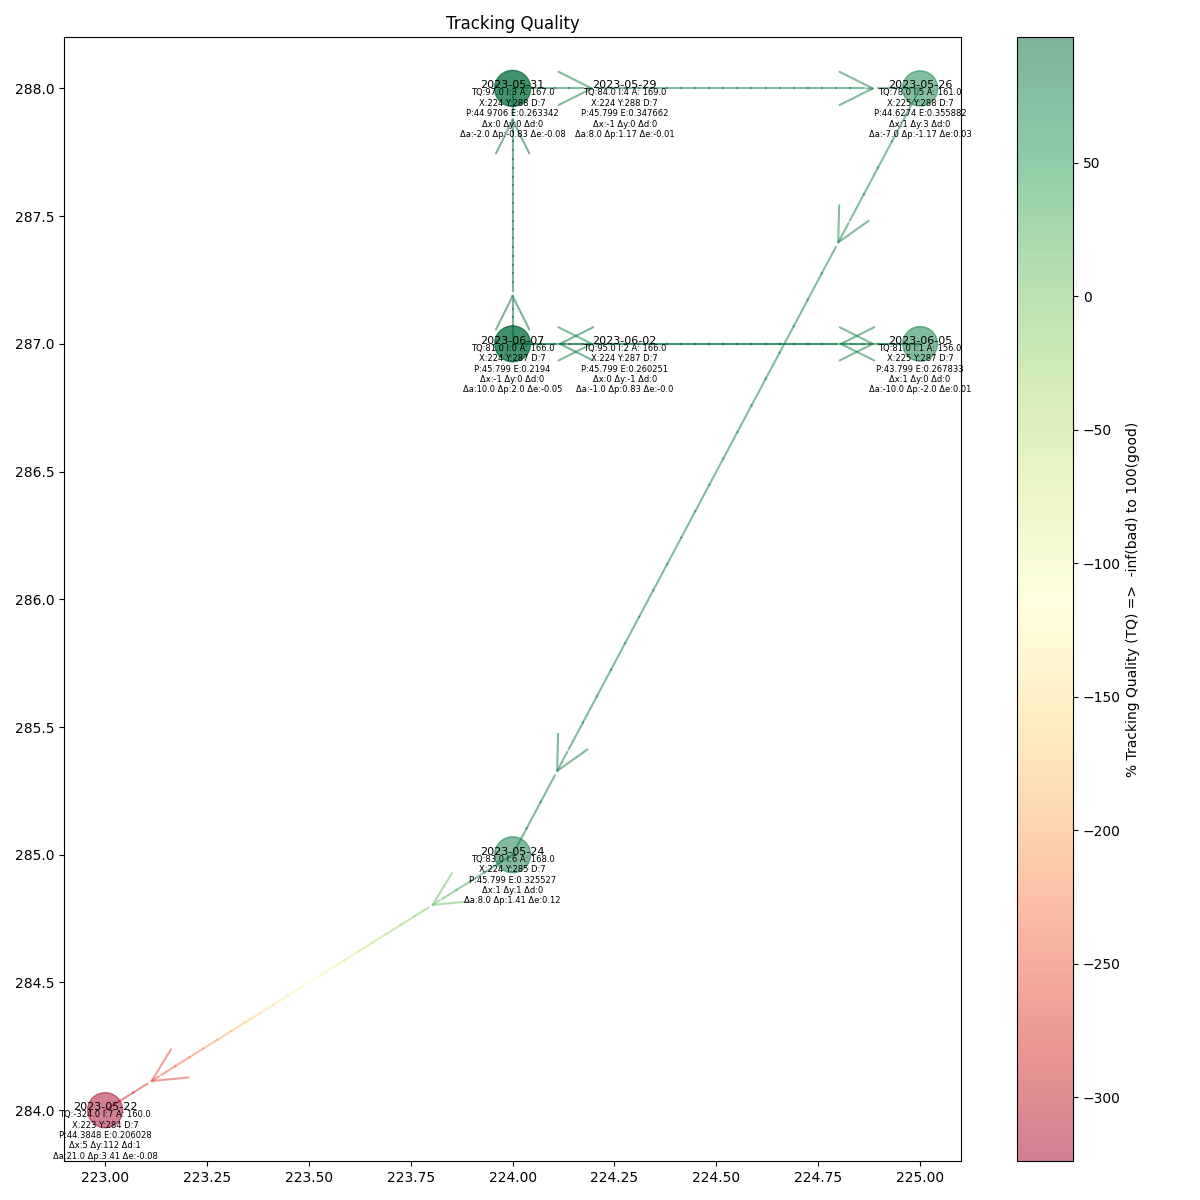 Tracking Quality
288.0
287.5
287.0
286.5
286.0
285.5
285.0
284.5
284.0
2023-05-31
TQ:97.0 I:3 A: 167.0
X:224 Y:288 D:7
P:44.9706 E:0.263342
Δx:0 Δy:0 Δd:0
Δa:-2.0 Δp:-0.83 Δe:-0.08
2023-05-29
TQ:84.0 I:4 A: 169.0
X:224 Y:288 D:7
P:45.799 E:0.347662
Δx:-1 Δy:0 Δd:0
Δa:8.0 Δp:1.17 Δe:-0.01
2023-05-26
TQ:78.0 I:5 A: 161.0
X:225 Y:288 D:7
P:44.6274 E:0.355882
Δx:1 Δy:3 Δd:0
Δa:-7.0 Δp:-1.17 Δe:0.03
2023-06-07
TQ:81.0 I:0 A: 166.0
X:224 Y:287 D:7
P:45.799 E:0.2194
Δx:-1 Δy:0 Δd:0
Δa:10.0 Δp:2.0 Δe:-0.05
2023-06-02
TQ:95.0 I:2 A: 166.0
X:224 Y:287 D:7
P:45.799 E:0.260251
Δx:0 Δy:-1 Δd:0
Δa:-1.0 Δp:0.83 Δe:-0.0
2023-06-05
TQ:81.0 I:1 A: 156.0
X:225 Y:287 D:7
P:43.799 E:0.267833
Δx:1 Δy:0 Δd:0
Δa:-10.0 Δp:-2.0 Δe:0.01
2023-05-24
TQ:83.0 I:6 A: 168.0
X:224 Y:285 D:7
P:45.799 E:0.325527
Δx:1 Δy:1 Δd:0
Δa:8.0 Δp:1.41 Δe:0.12
2023-05-22
TQ:-324.0 I:7 A: 160.0
X:223 Y:284 D:7
P:44.3848 E:0.206028
Δx:5 Δy:112 Δd:1
Δa:21.0 Δp:3.41 Δe:-0.08
223.00 223.25 223.50 223.75 224.00 224.25 224.50 224.75 225.00
50
0
−50
−100
−150
−200
−250
−300
% Tracking Quality (TQ) => -inf(bad) to 100(good)